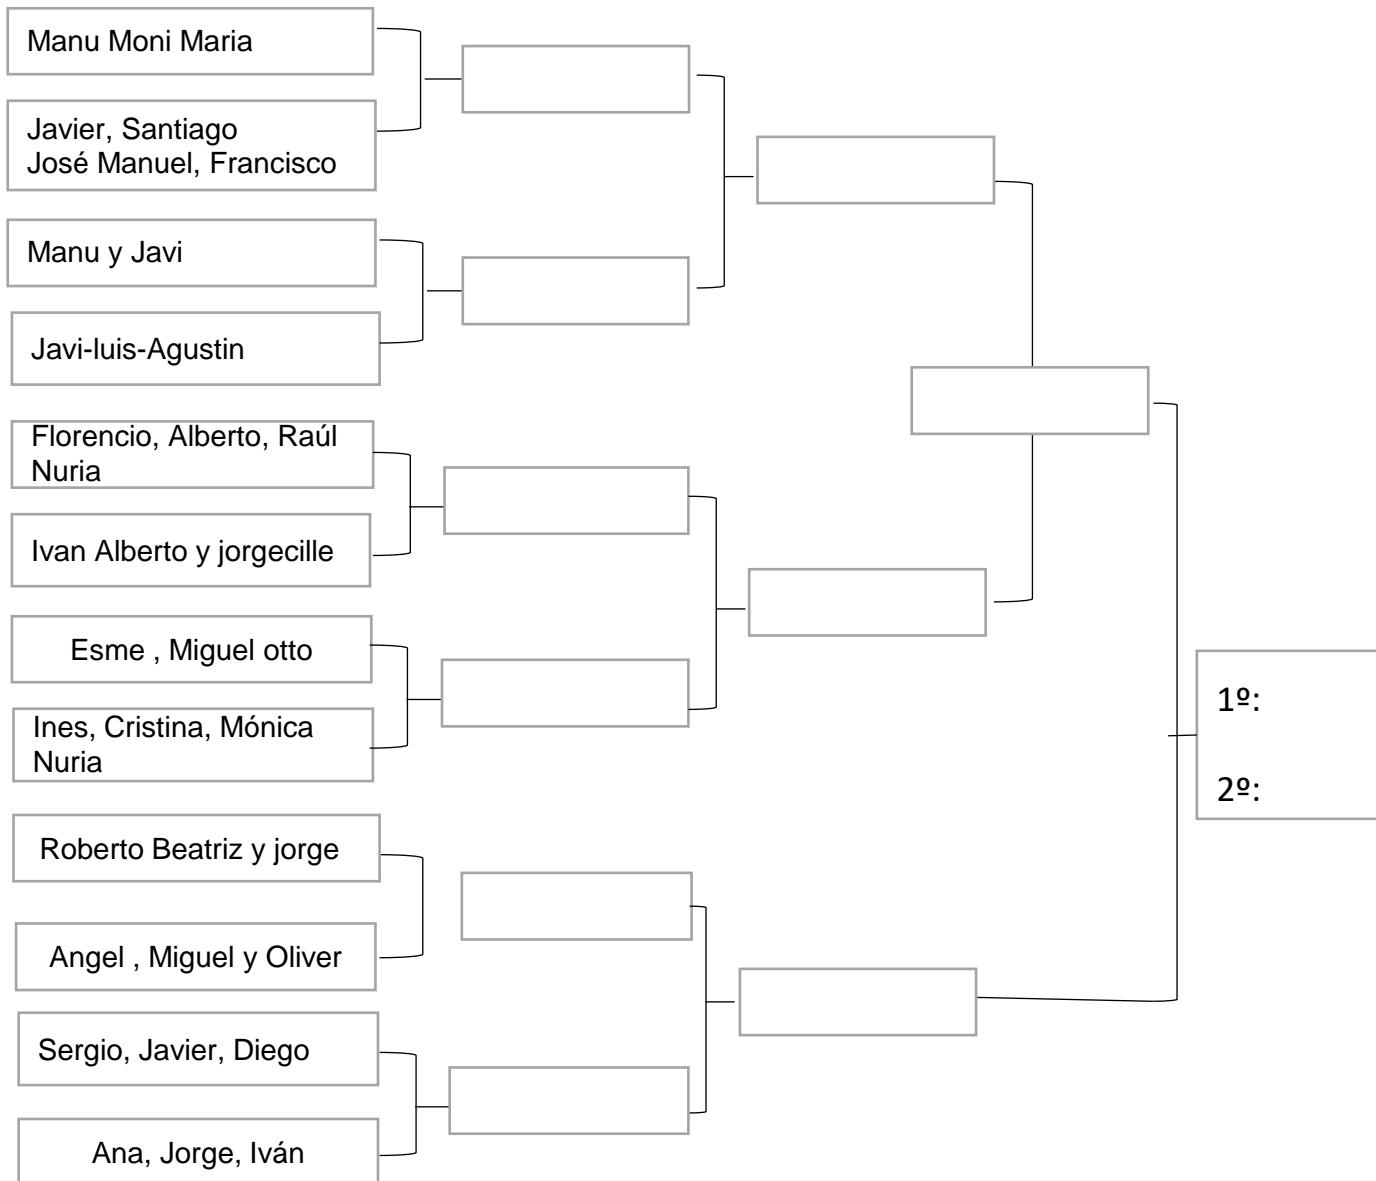 Manu Moni Maria
Javier, Santiago
José Manuel, Francisco
Manu y Javi
Javi-luis-Agustin
Florencio, Alberto, Raúl
Nuria
Ivan Alberto y jorgecille
Esme , Miguel otto
Ines, Cristina, Mónica
Nuria
Roberto Beatriz y jorge
Angel , Miguel y Oliver
Sergio, Javier, Diego
Ana, Jorge, Iván
1º:
2º: